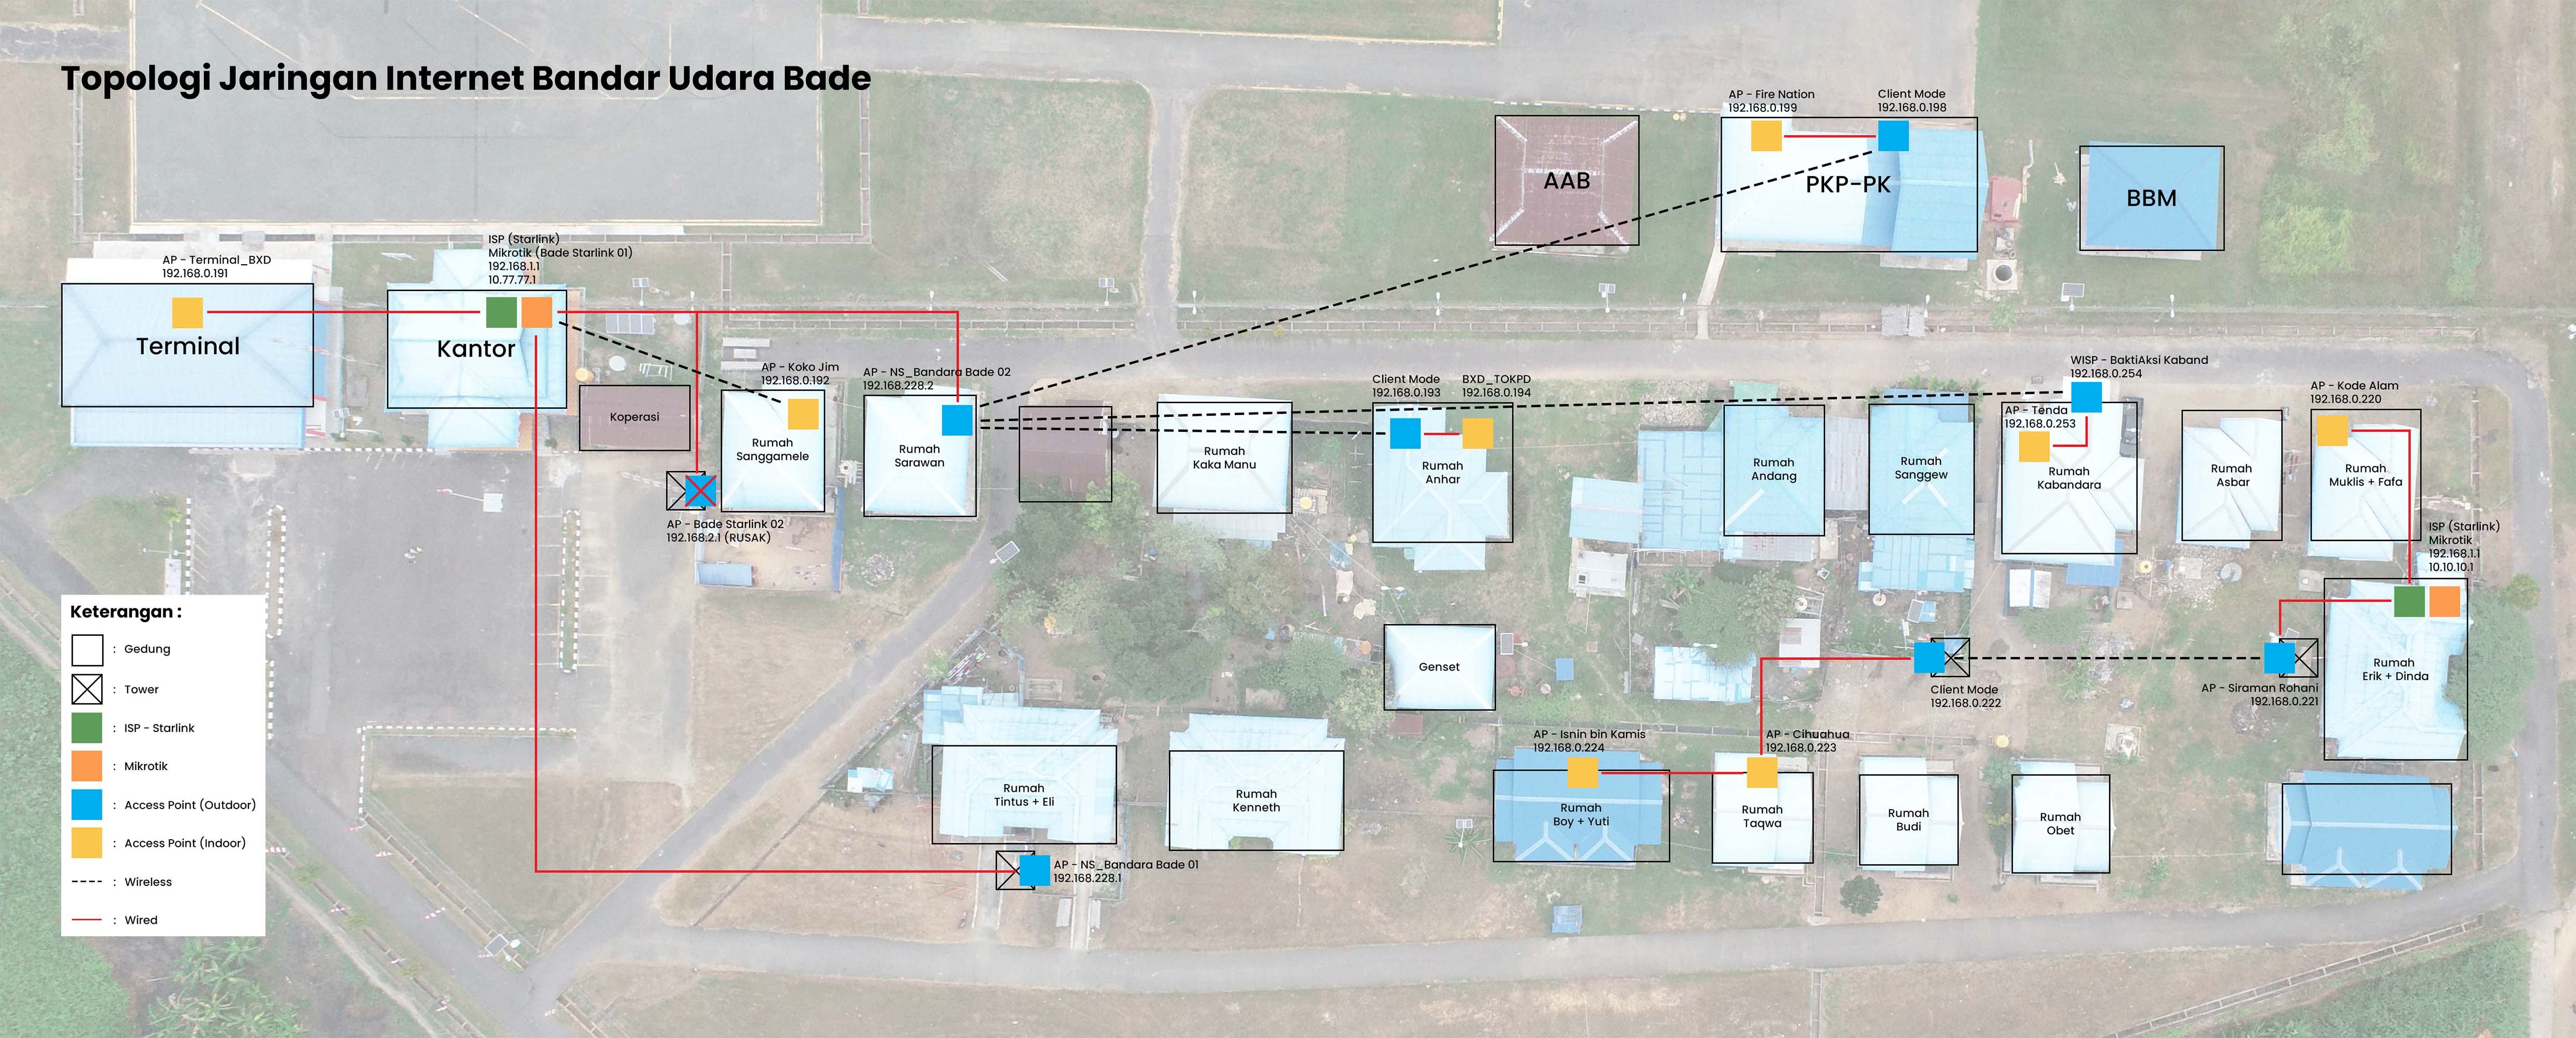 Topologi Jaringan Internet Bandar Udara Bade
AP - Fire Nation
192.168.0.199
Client Mode
192.168.0.198
AAB
PKP-PK
BBM
AP - Terminal_BXD
192.168.0.191
Terminal
ISP (Starlink)
Mikrotik (Bade Starlink 01)
192.168.1.1
10.77.77.1
Kantor
Koperasi
AP - Koko Jim
192.168.0.192
Rumah
Sanggamele
AP - Bade Starlink 02
192.168.2.1 (RUSAK)
AP - NS_Bandara Bade 02
192.168.228.2
Rumah
Sarawan
Rumah
Kaka Manu
Client Mode
192.168.0.193
BXD_TOKPD
192.168.0.194
Rumah
Anhar
Rumah
Andang
Rumah
Sanggew
WISP - BaktiAksi Kaband
192.168.0.254
AP - Tenda
192.168.0.253
Rumah
Kabandara
Rumah
Asbar
AP - Kode Alam
192.168.0.220
Rumah
Muklis + Fafa
ISP (Starlink)
Mikrotik
192.168.1.1
10.10.10.1
Rumah
Erik + Dinda
AP - Siraman Rohani
192.168.0.221
Client Mode
192.168.0.222
Genset
AP - Isnin bin Kamis
192.168.0.224
Rumah
Boy + Yuti
AP - Cihuahua
192.168.0.223
Rumah
Taqwa
Rumah
Budi
Rumah
Obet
Rumah
Tintus + Eli
Rumah
Kenneth
AP - NS_Bandara Bade 01
192.168.228.1
Keterangan :
: Gedung
: Tower
: ISP - Starlink
: Mikrotik
: Access Point (Outdoor)
: Access Point (Indoor)
: Wireless
: Wired